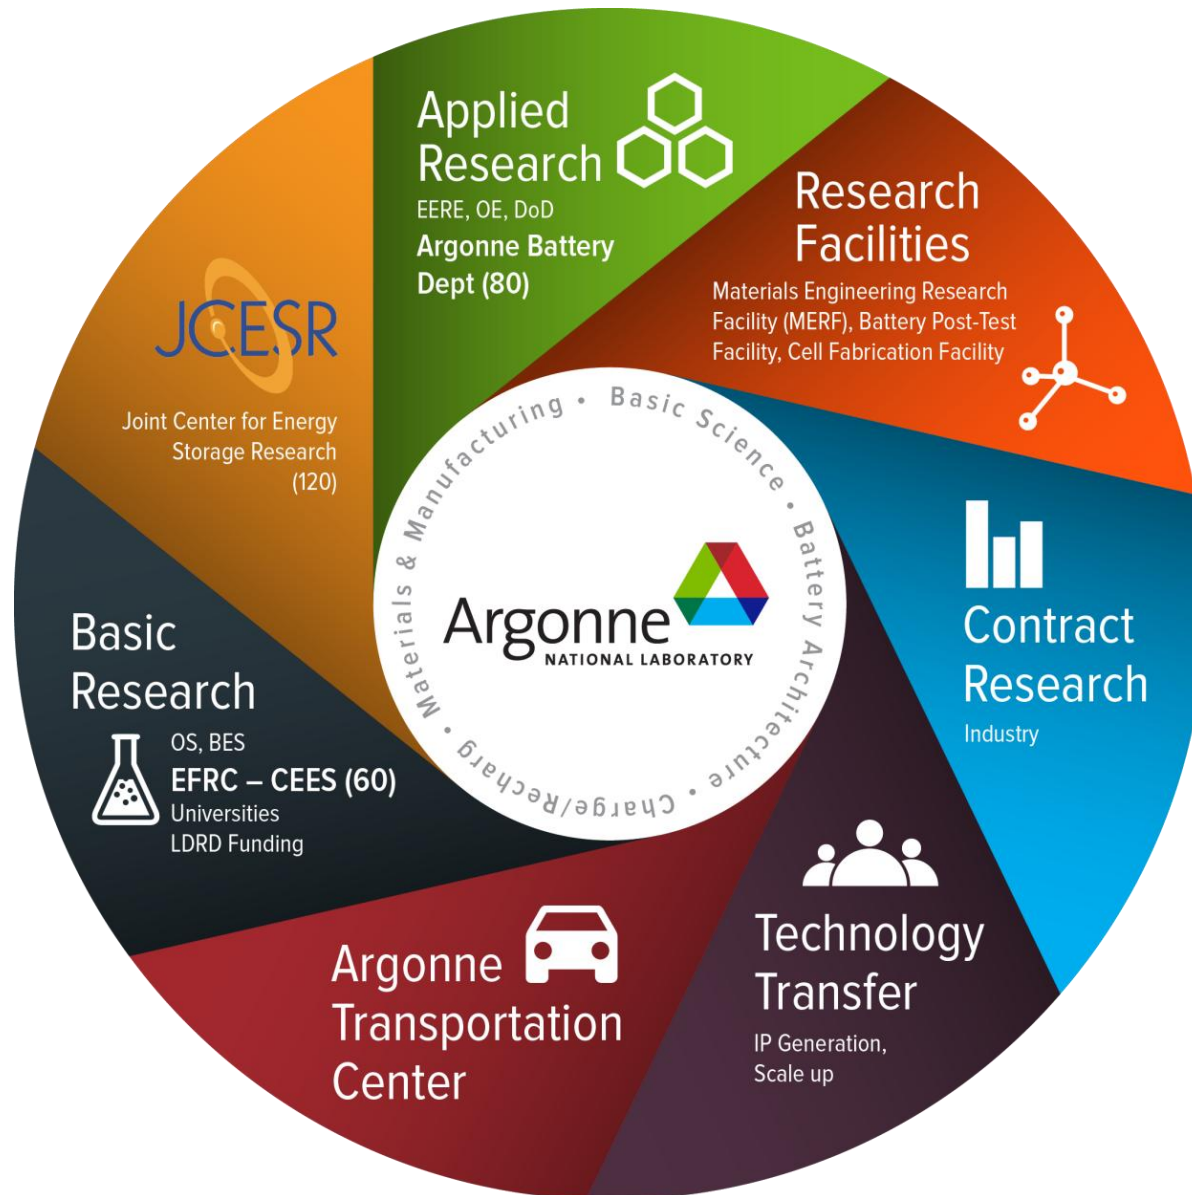 Applied
Research
EERE, OE, DoD
Argonne Battery
Dept (80)
Research
Facilities
Materials Engineering Research
Facility (MERF), Battery Post-Test
Facility, Cell Fabrication Facility
Contract
Research
Industry
Technology
Transfer
IP Generation,
Scale up
Argonne
Transportation
Center
Basic
Research
OS, BES
EFRC – CEES (60)
Universities
LDRD Funding
JCESR
Joint Center for Energy
Storage Research
(120)
Basic Science • Battery Architecture • Charge/Recharg • Materials & Manufacturing •
Argonne
NATIONAL LABORATORY